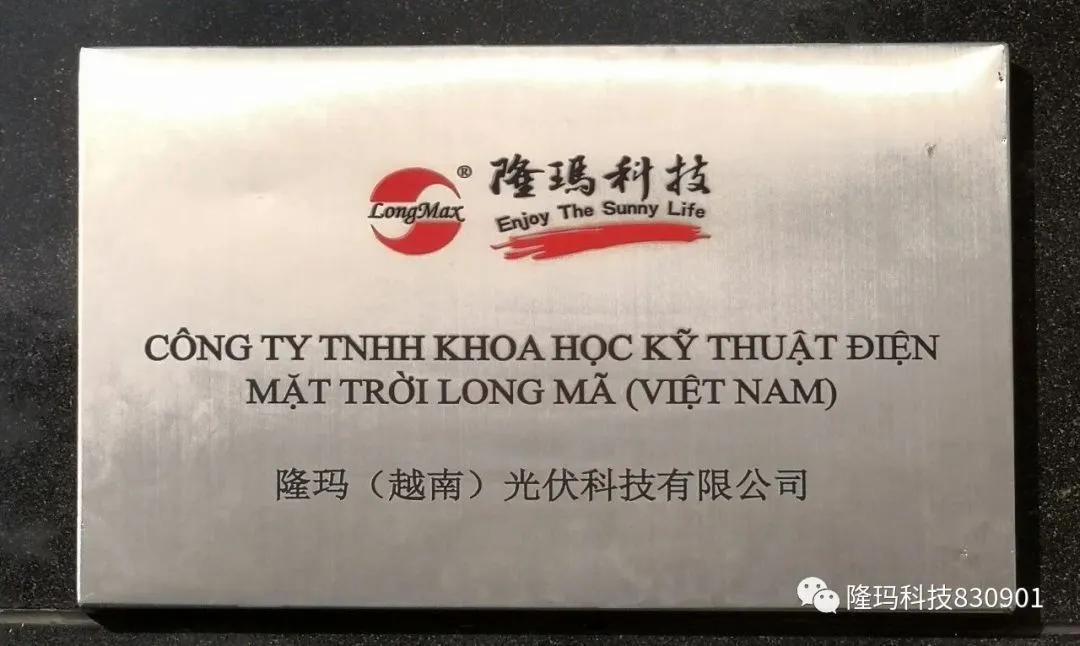 LongMax®
隆瑪科技
Enjoy The Sunny Life
CÔNG TY TNHH KHOA HỌC KỸ THUẬT ĐIỆN
MẶT TRỜI LONG MÃ (VIỆT NAM)
隆玛（越南）光伏科技有限公司
隆玛科技830901